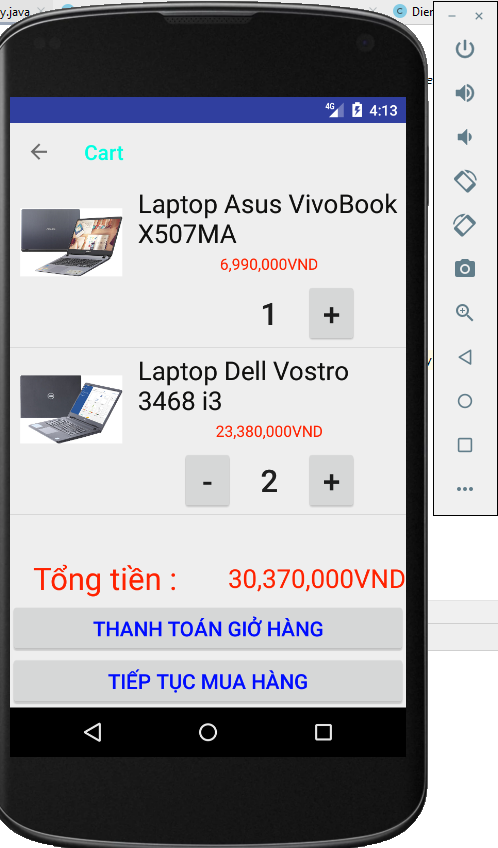 y.java
Dien
4G 4:13
Cart
Laptop Asus VivoBook
X507MA
6,990,000VND
1 +
Laptop Dell Vostro
3468 i3
23,380,000VND
- 2 +
Tổng tiền : 30,370,000VND
THANH TOÁN GIỞ HÀNG
TIẾP TỤC MUA HÀNG